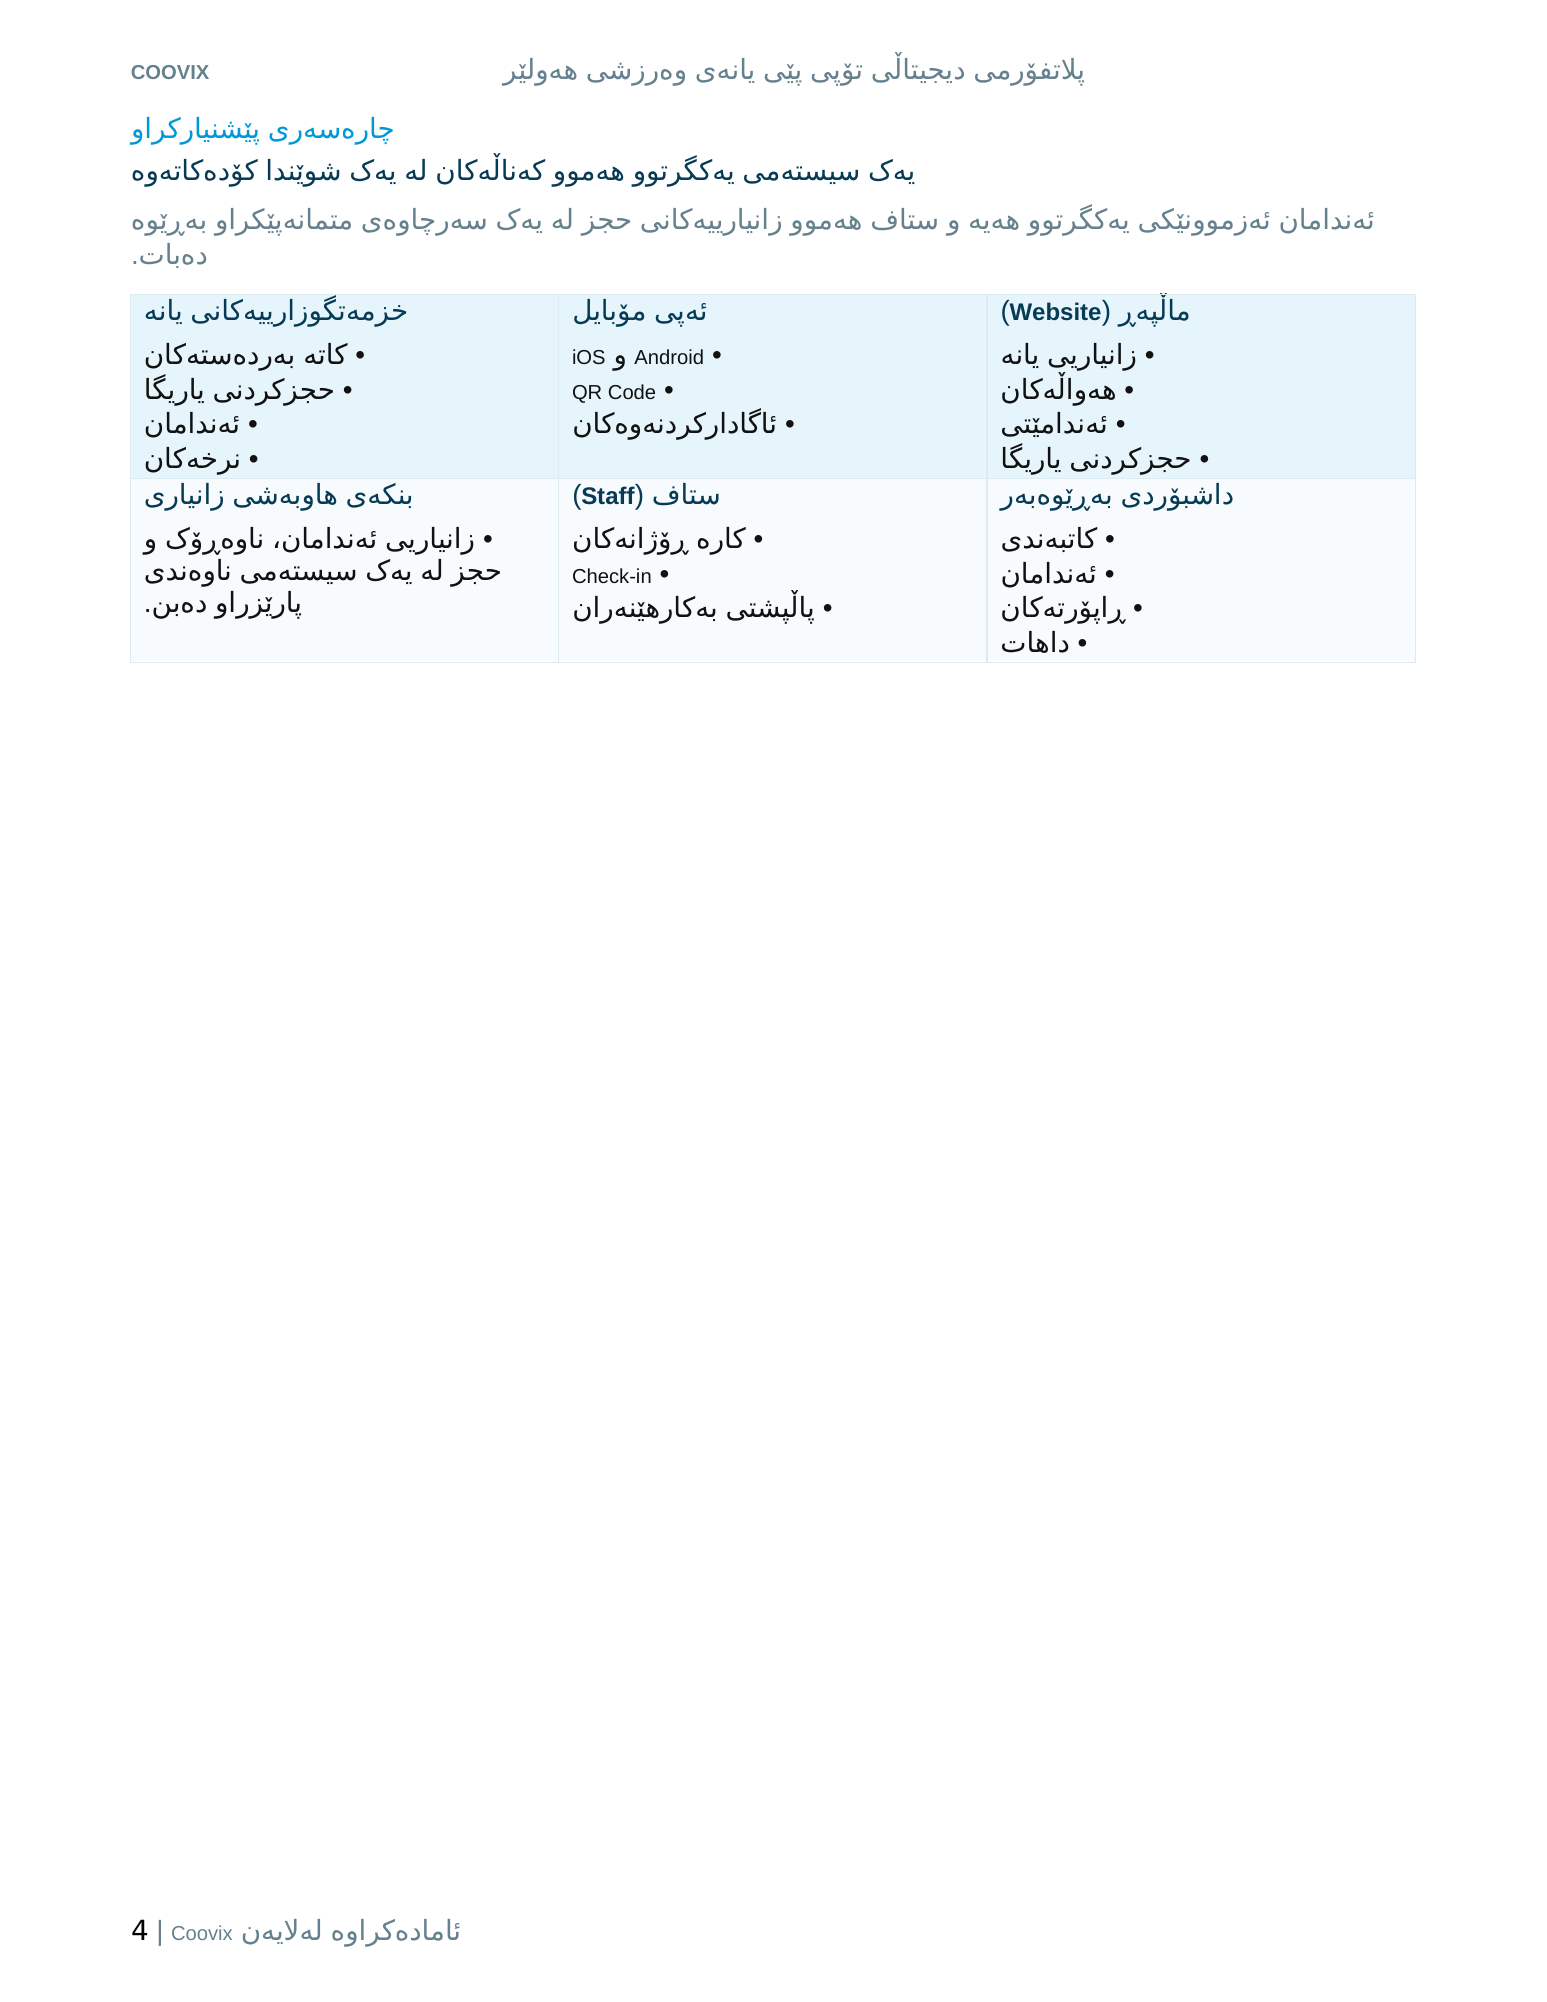 پلاتفۆرمی دیجیتاڵی تۆپی پێی یانەی وەرزشی هەولێر
COOVIX
چارەسەری پێشنیارکراو
یەک سیستەمی یەکگرتوو هەموو کەناڵەکان لە یەک شوێندا کۆدەکاتەوە
ئەندامان ئەزموونێکی یەکگرتوو هەیە و ستاف هەموو زانیارییەکانی حجز لە یەک سەرچاوەی متمانەپێکراو بەڕێوە
دەبات.
ماڵپەڕ (Website)
• زانیاریی یانە
• هەواڵەکان
• ئەندامێتی
• حجزکردنی یاریگا
ئەپی مۆبایل
• Android و iOS
• QR Code
• ئاگادارکردنەوەکان
خزمەتگوزارییەکانی یانە
• کاتە بەردەستەکان
• حجزکردنی یاریگا
• ئەندامان
• نرخەکان
داشبۆردی بەڕێوەبەر
• کاتبەندی
• ئەندامان
• ڕاپۆرتەکان
• داهات
ستاف (Staff)
• کارە ڕۆژانەکان
• Check-in
• پاڵپشتی بەکارهێنەران
بنکەی هاوبەشی زانیاری
• زانیاریی ئەندامان، ناوەڕۆک و
حجز لە یەک سیستەمی ناوەندی
پارێزراو دەبن.
ئامادەکراوە لەلایەن Coovix | 4